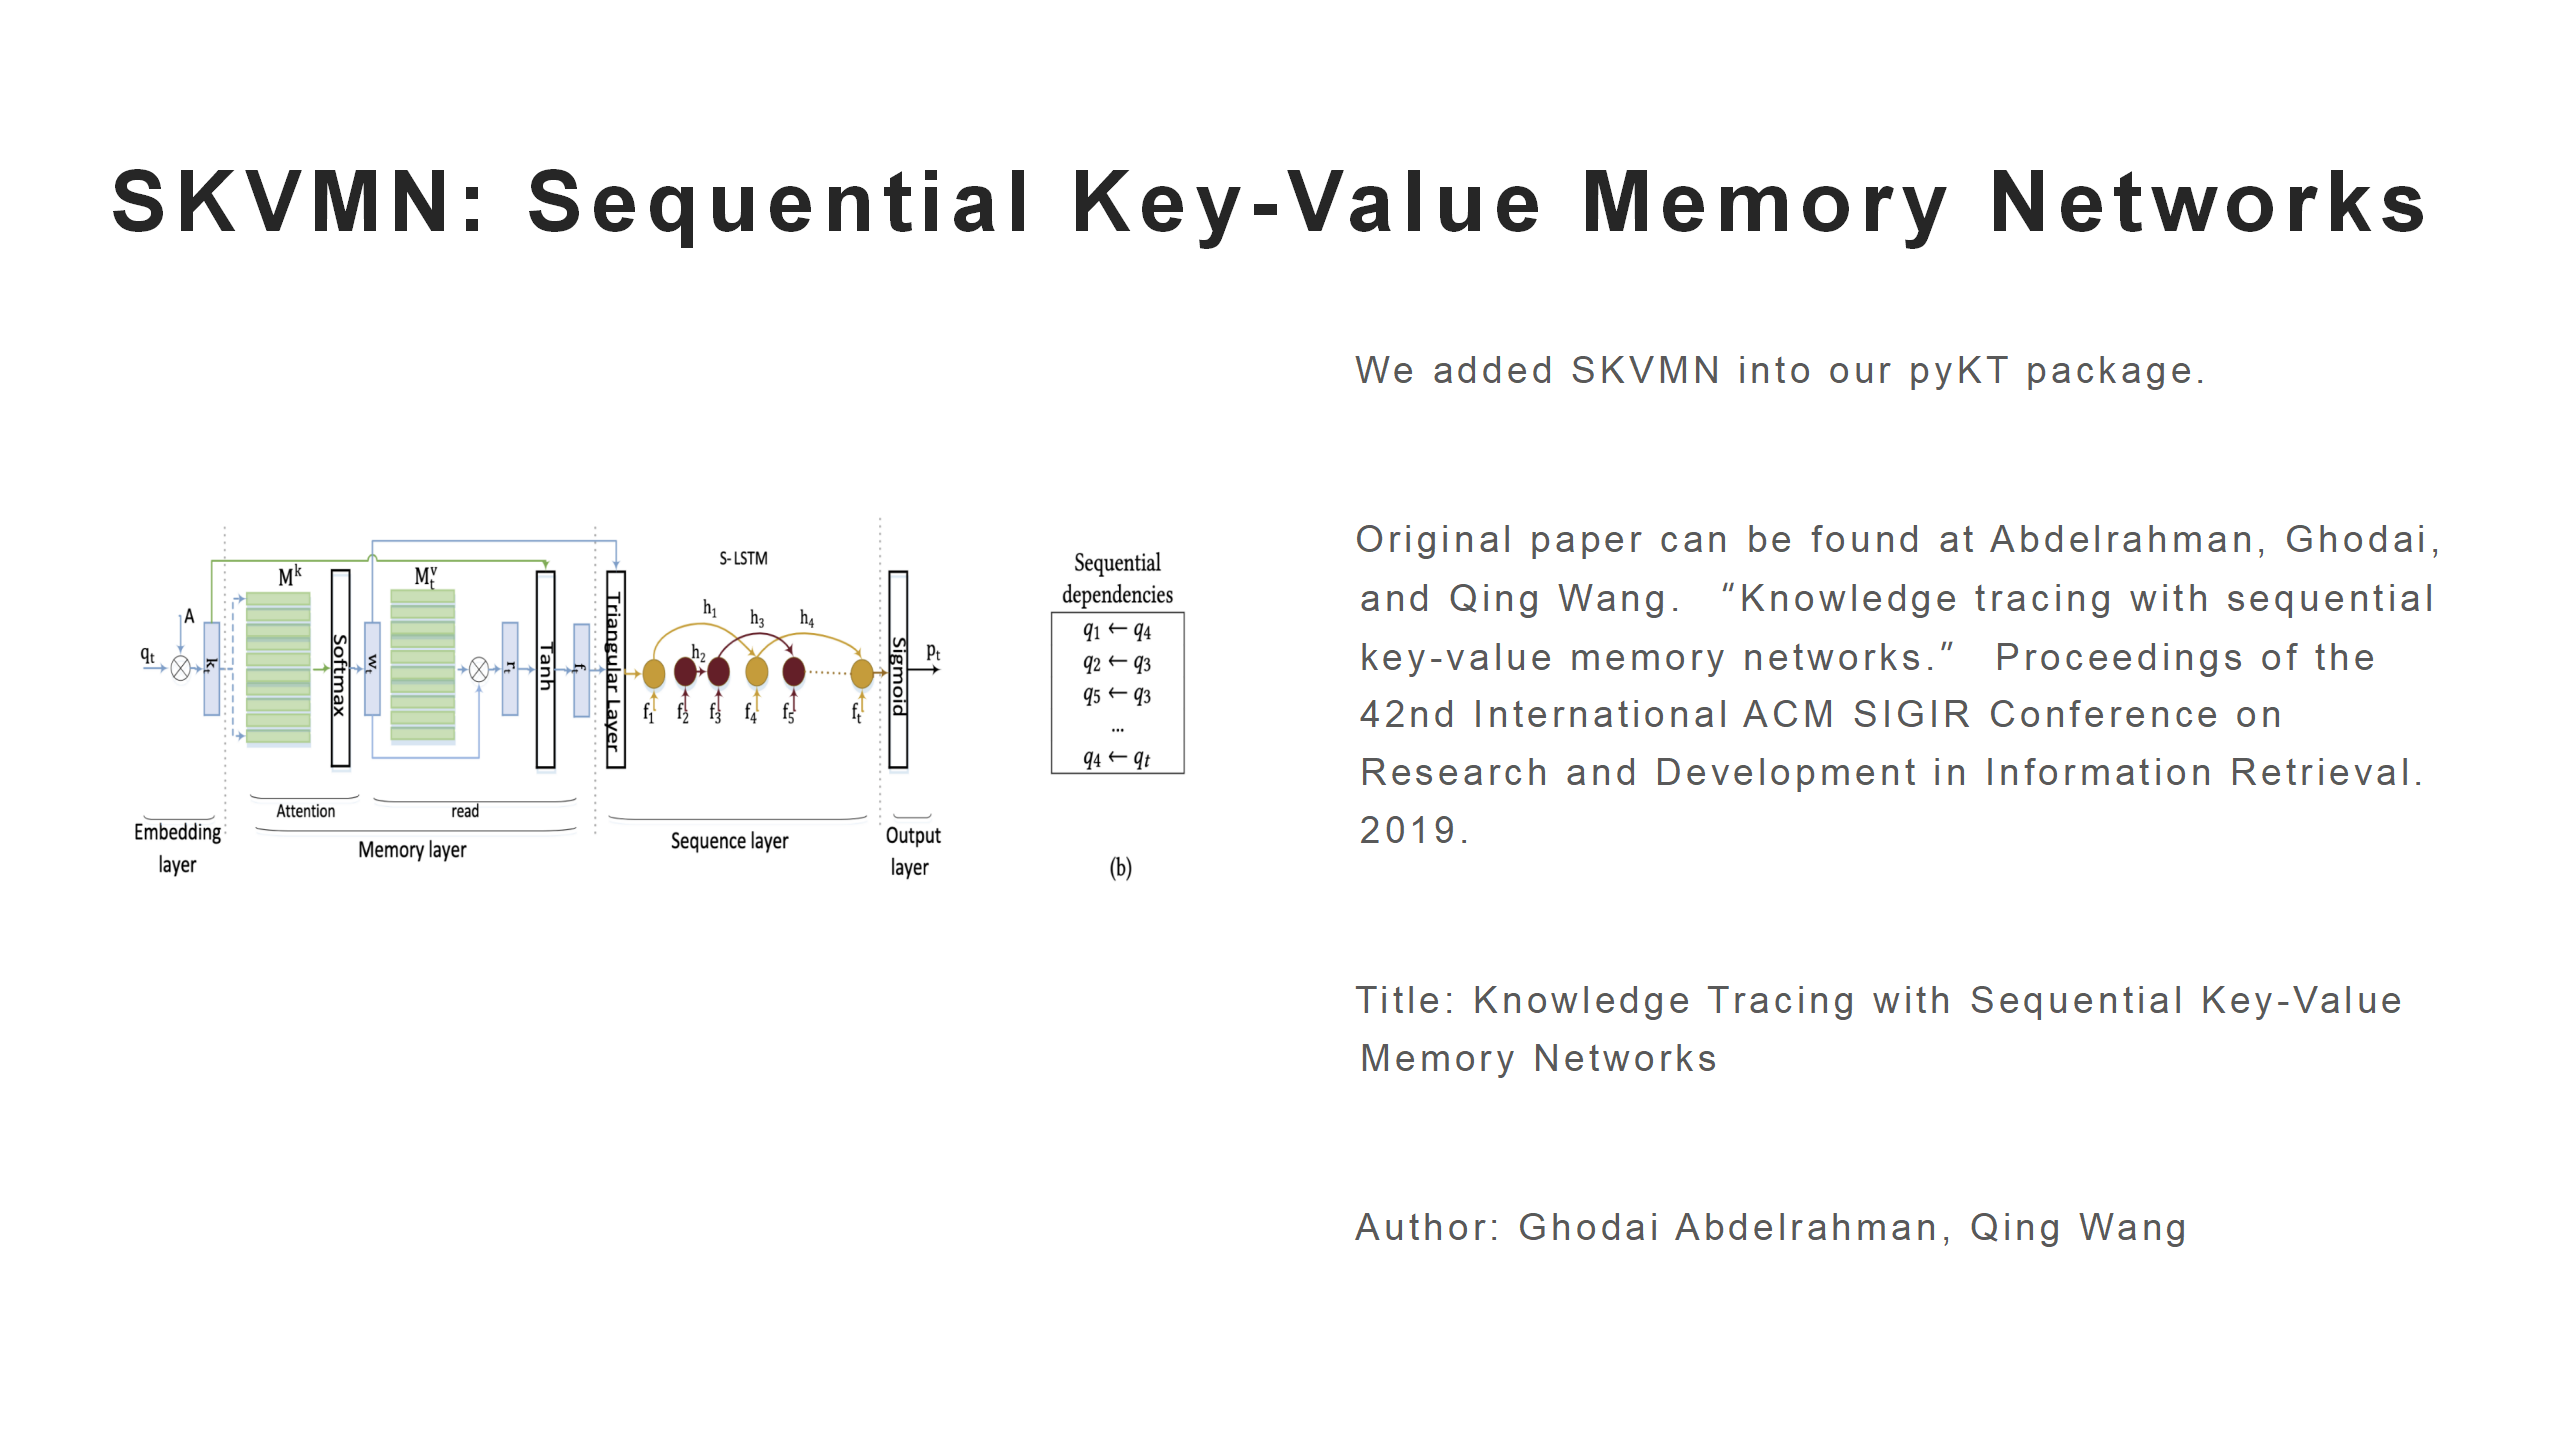 SKVMN: Sequential Key-Value Memory Networks
We added SKVMN into our pyKT package.
Original paper can be found at Abdelrahman, Ghodai,
and Qing Wang. "Knowledge tracing with sequential
key-value memory networks." Proceedings of the
42nd International ACM SIGIR Conference on
Research and Development in Information Retrieval.
2019.
Title: Knowledge Tracing with Sequential Key-Value
Memory Networks
Author: Ghodai Abdelrahman, Qing Wang
S-LSTM
M^k
M_t^v
A
q_t
k_t
Softmax
w_t
r_t
Tanh
f_t
Triangular Layer
h_1
h_2
h_3
h_4
f_1
f_2
f_3
f_4
f_5
f_t
Sigmoid
p_t
Attention
read
Embedding
layer
Memory layer
Sequence layer
Output
layer
Sequential
dependencies
q_1 ← q_4
q_2 ← q_3
q_5 ← q_3
...
q_4 ← q_t
(b)